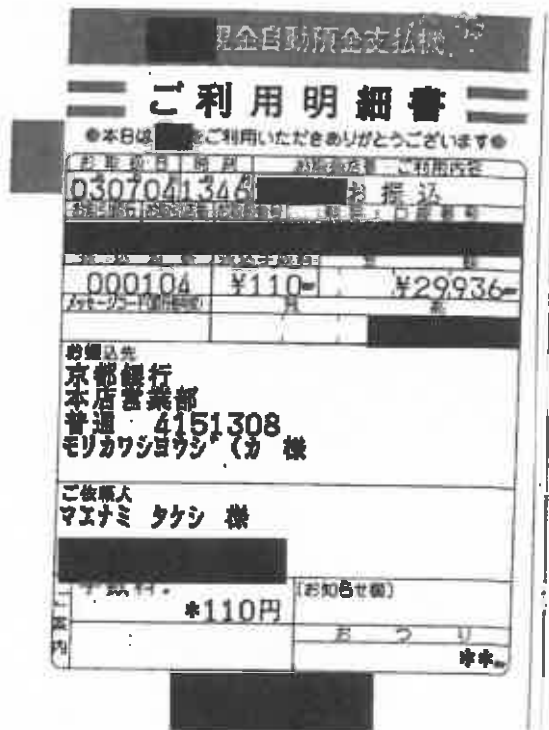 現金自動預金支払機
ご利用明細書
●本日は をご利用いただきありがとうございます●
お取扱日 時刻 お取扱店番 ご利用内容
0307041346 お振込
000104 ¥110 ¥29936
お振込先
京都銀行
本店営業部
普通 4151308
モリカワシヨウジ (カ 様
ご依頼人
マエナミ タケシ 様
手数料.
*110円
(お知らせ欄)
おつり
**
ご案内